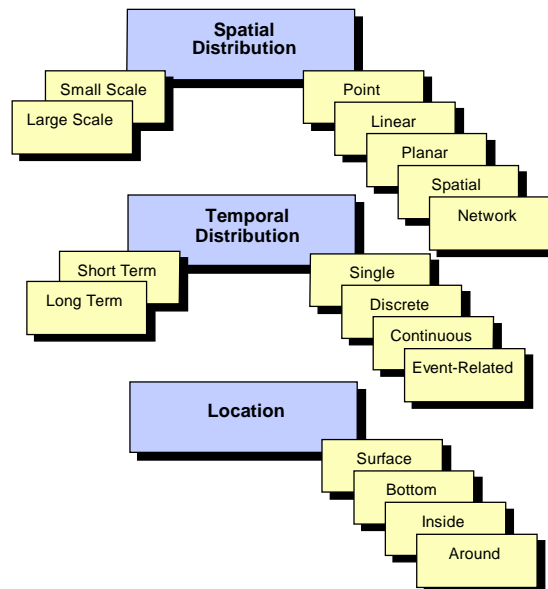 Spatial
Distribution
Small Scale
Large Scale
Point
Linear
Planar
Spatial
Network
Temporal
Distribution
Short Term
Long Term
Single
Discrete
Continuous
Event-Related
Location
Surface
Bottom
Inside
Around